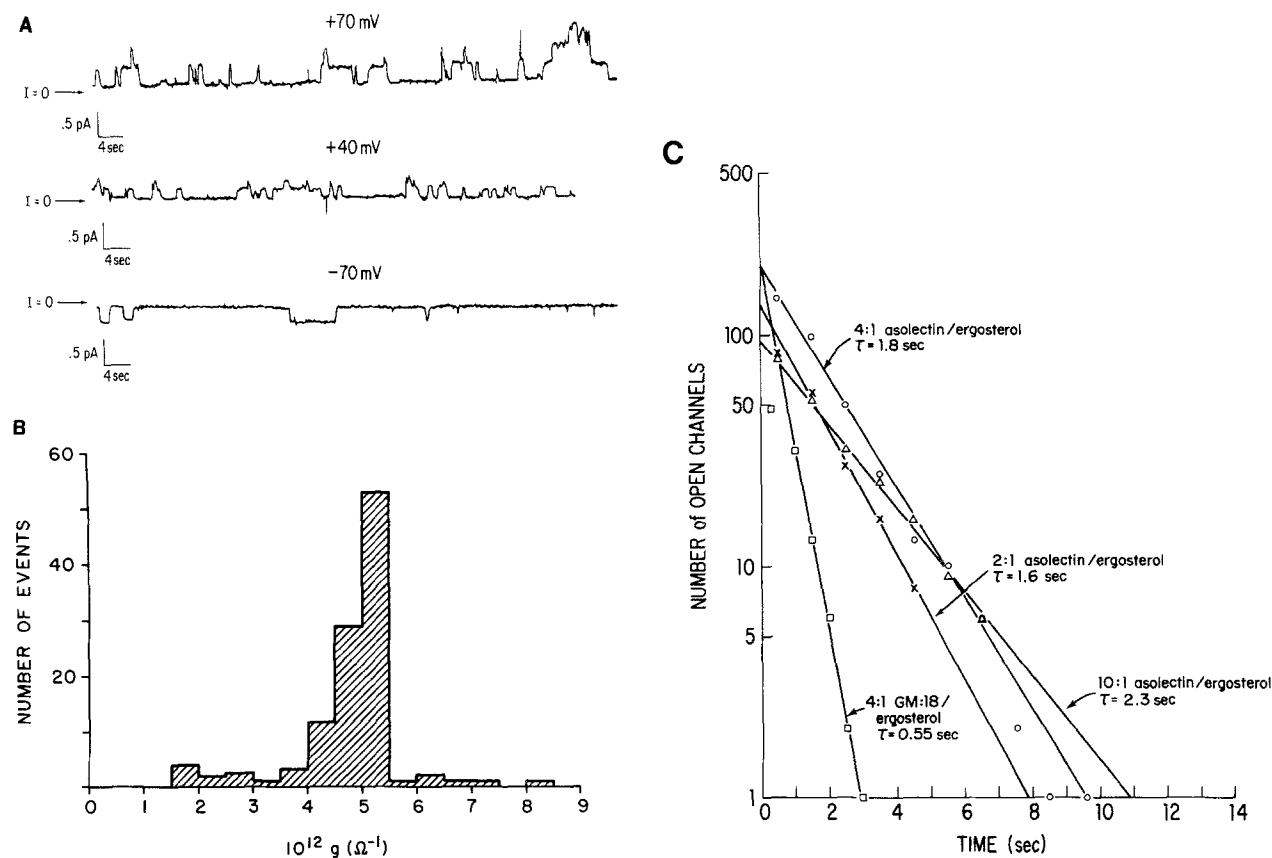 A
+70 mV
I = 0
.5 pA
4 sec
+40 mV
I = 0
.5 pA
4 sec
−70 mV
I = 0
.5 pA
4 sec
B
NUMBER OF EVENTS
60
40
20
0 1 2 3 4 5 6 7 8 9
10¹² g (Ω⁻¹)
C
NUMBER of OPEN CHANNELS
500
100
50
10
5
1
4:1 asolectin/ergosterol
τ = 1.8 sec
2:1 asolectin/ergosterol
τ = 1.6 sec
10:1 asolectin/ergosterol
τ = 2.3 sec
4:1 GM:18/
ergosterol
τ = 0.55 sec
0 2 4 6 8 10 12 14
TIME (sec)